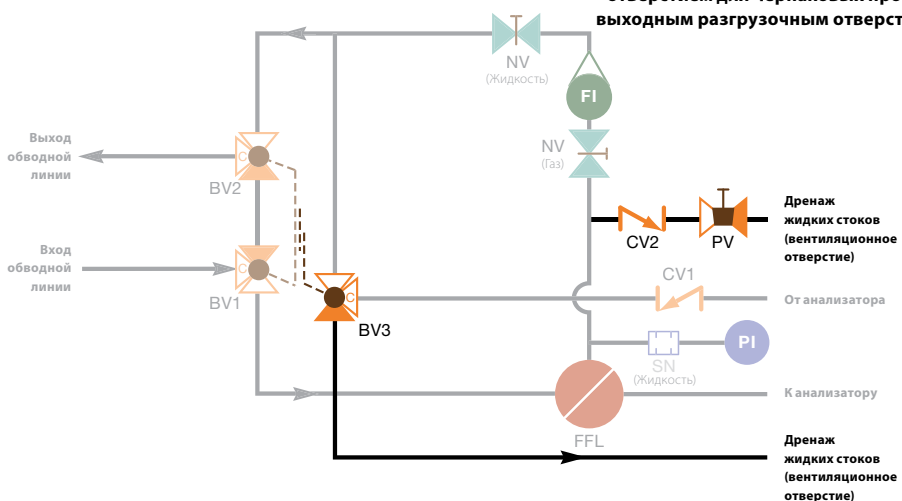 выходным разгрузочным отверст
NV
(Жидкость)
FI
Выход
обводной
линии
C
BV2
NV
(Газ)
Дренаж
жидких стоков
(вентиляционное
отверстие)
CV2
PV
Вход
обводной
линии
C
BV1
CV1
C
От анализатора
BV3
PI
SN
(Жидкость)
К анализатору
FFL
Дренаж
жидких стоков
(вентиляционное
отверстие)